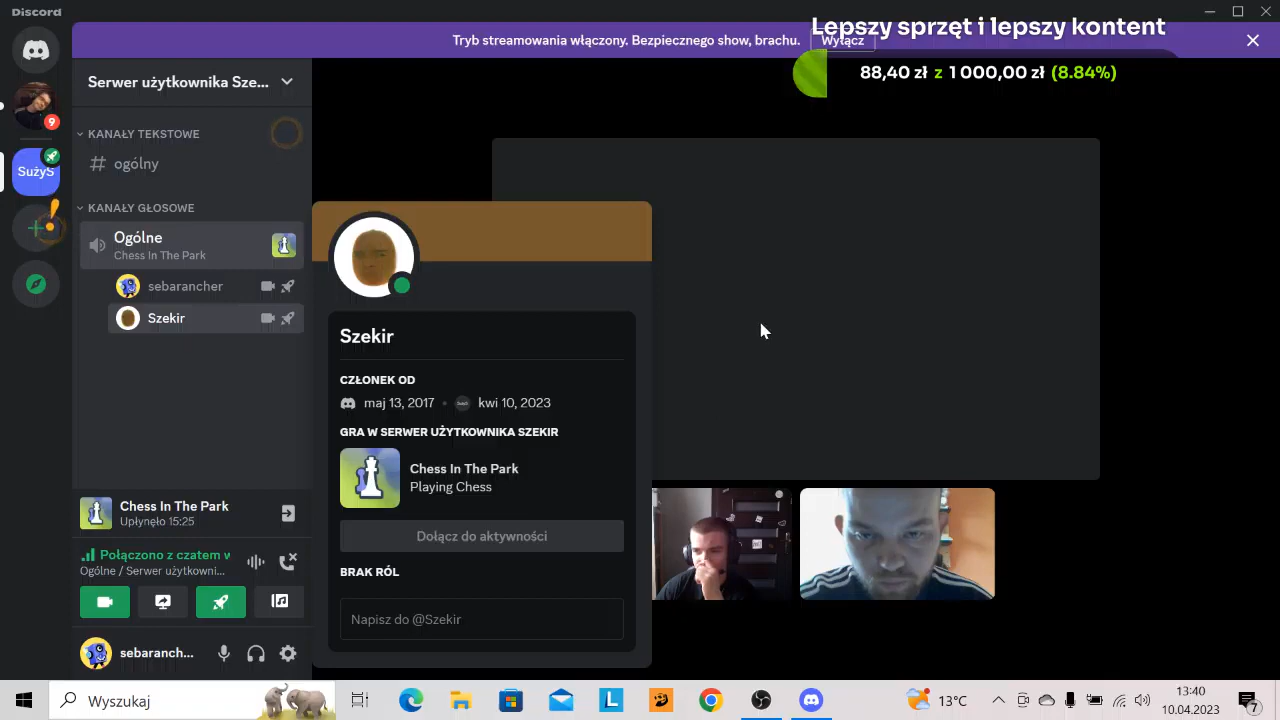 Discord
Lepszy sprzęt i lepszy kontent
Tryb streamowania włączony. Bezpiecznego show, brachu.
Wyłącz
88,40 zł z 1 000,00 zł (8.84%)
Serwer użytkownika Sze...
KANAŁY TEKSTOWE
ogólny
9
SużyS
KANAŁY GŁOSOWE
Ogólne
Chess In The Park
sebarancher
Szekir
Szekir
CZŁONEK OD
maj 13, 2017 • kwi 10, 2023
GRA W SERWER UŻYTKOWNIKA SZEKIR
Chess In The Park
Playing Chess
Dołącz do aktywności
BRAK RÓL
Napisz do @Szekir
Chess In The Park
Upłynęło 15:25
Połączono z czatem w
Ogólne / Serwer użytkowni...
sebaranch...
Wyszukaj
L
13°C
13:40
10.04.2023
7